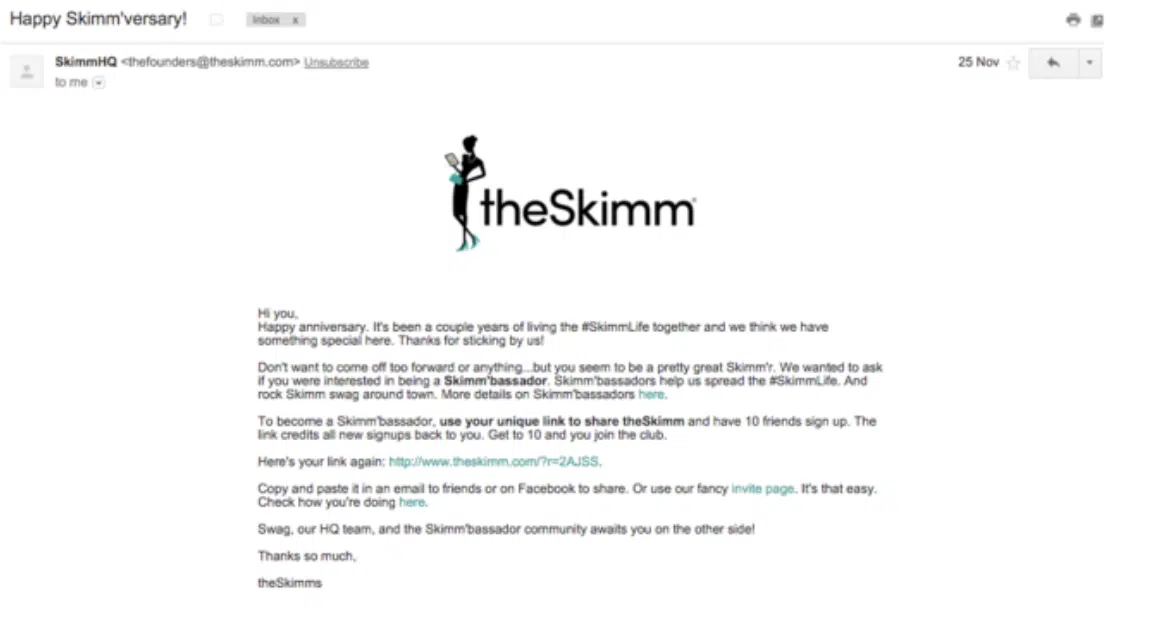 Happy Skimm'versary!
Inbox x
SkimmHQ <thefounders@theskimm.com> Unsubscribe
25 Nov
to me
theSkimm
Hi you,
Happy anniversary. It's been a couple years of living the #SkimmLife together and we think we have
something special here. Thanks for sticking by us!
Don't want to come off too forward or anything...but you seem to be a pretty great Skimm'r. We wanted to ask
if you were interested in being a Skimm'bassador. Skimm'bassadors help us spread the #SkimmLife. And
rock Skimm swag around town. More details on Skimm'bassadors here.
To become a Skimm'bassador, use your unique link to share theSkimm and have 10 friends sign up. The
link credits all new signups back to you. Get to 10 and you join the club.
Here's your link again: http://www.theskimm.com/?r=2AJSS.
Copy and paste it in an email to friends or on Facebook to share. Or use our fancy invite page. It's that easy.
Check how you're doing here.
Swag, our HQ team, and the Skimm'bassador community awaits you on the other side!
Thanks so much,
theSkimms